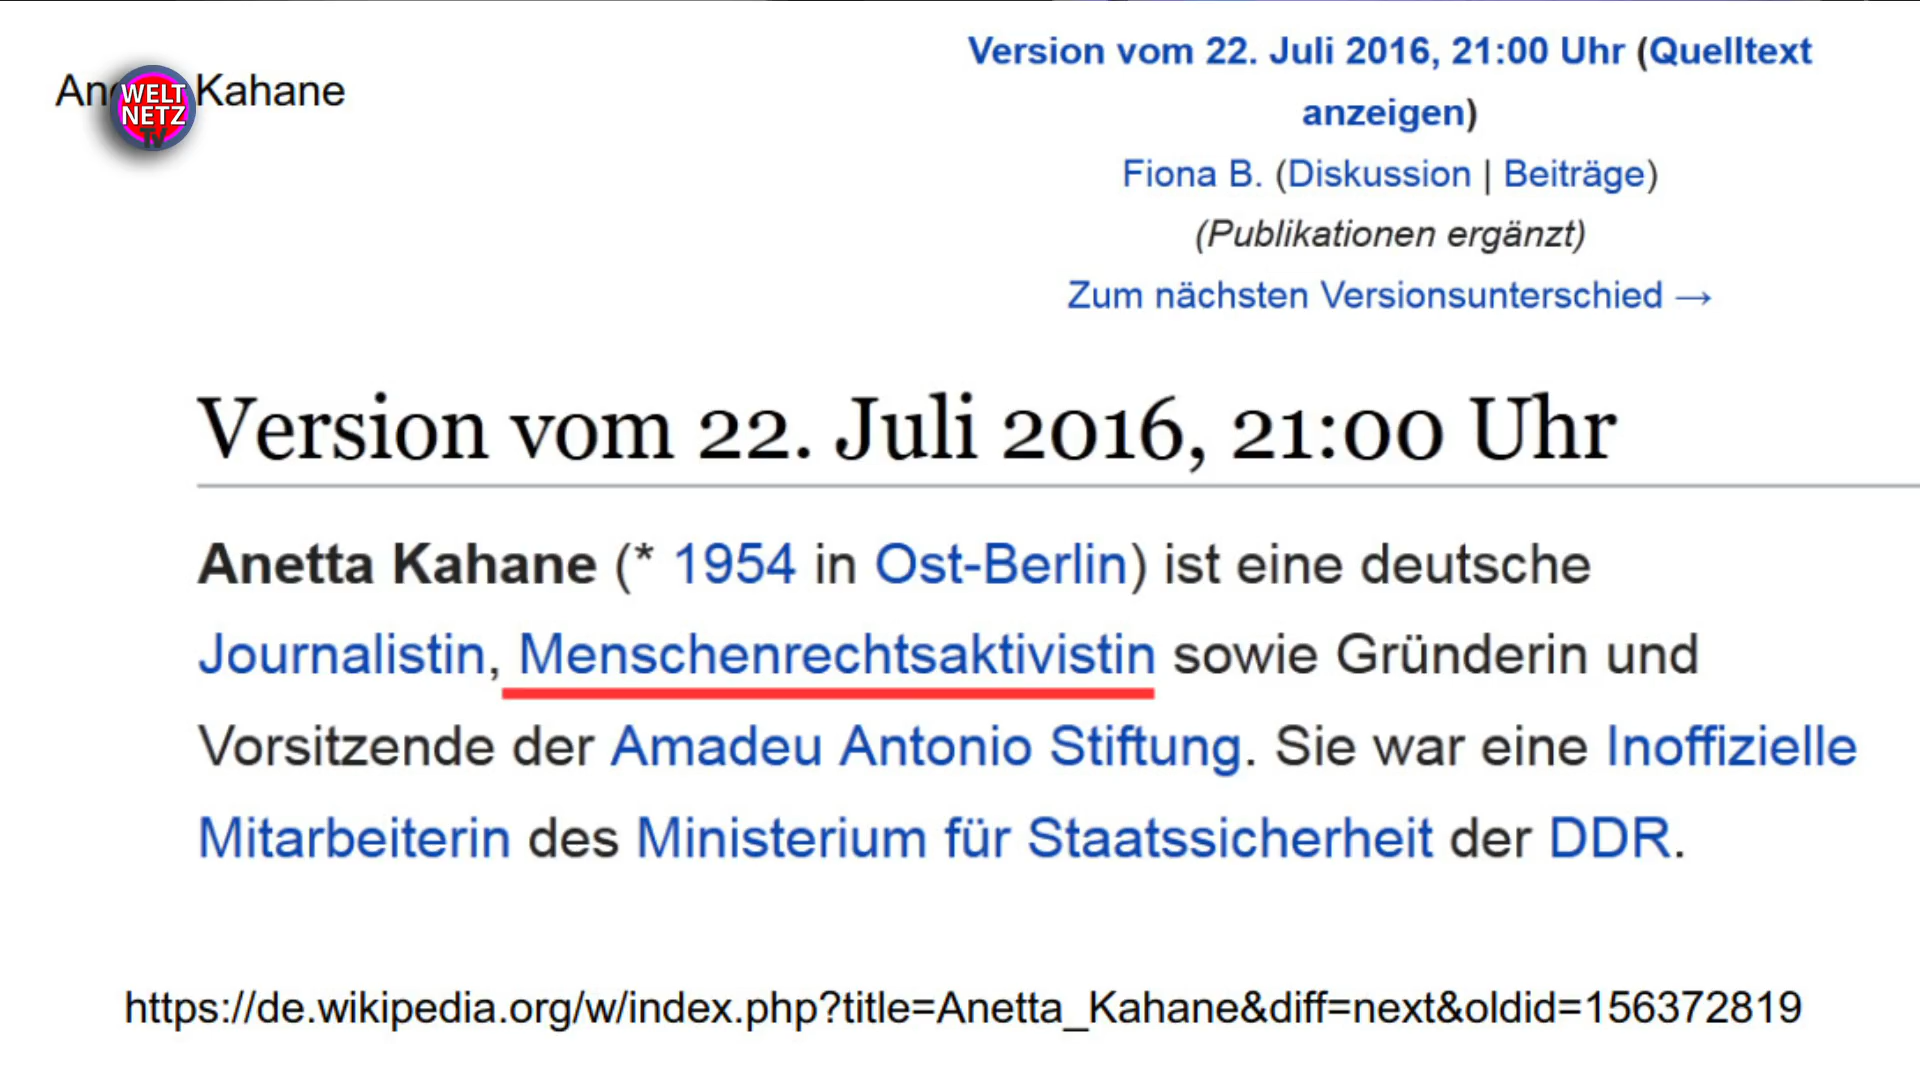 Version vom 22. Juli 2016, 21:00 Uhr (Quelltext
anzeigen)
An Kahane
WELT
NETZ
TV
Fiona B. (Diskussion | Beiträge)
(Publikationen ergänzt)
Zum nächsten Versionsunterschied →
Version vom 22. Juli 2016, 21:00 Uhr
Anetta Kahane (* 1954 in Ost-Berlin) ist eine deutsche
Journalistin, Menschenrechtsaktivistin sowie Gründerin und
Vorsitzende der Amadeu Antonio Stiftung. Sie war eine Inoffizielle
Mitarbeiterin des Ministerium für Staatssicherheit der DDR.
https://de.wikipedia.org/w/index.php?title=Anetta_Kahane&diff=next&oldid=156372819